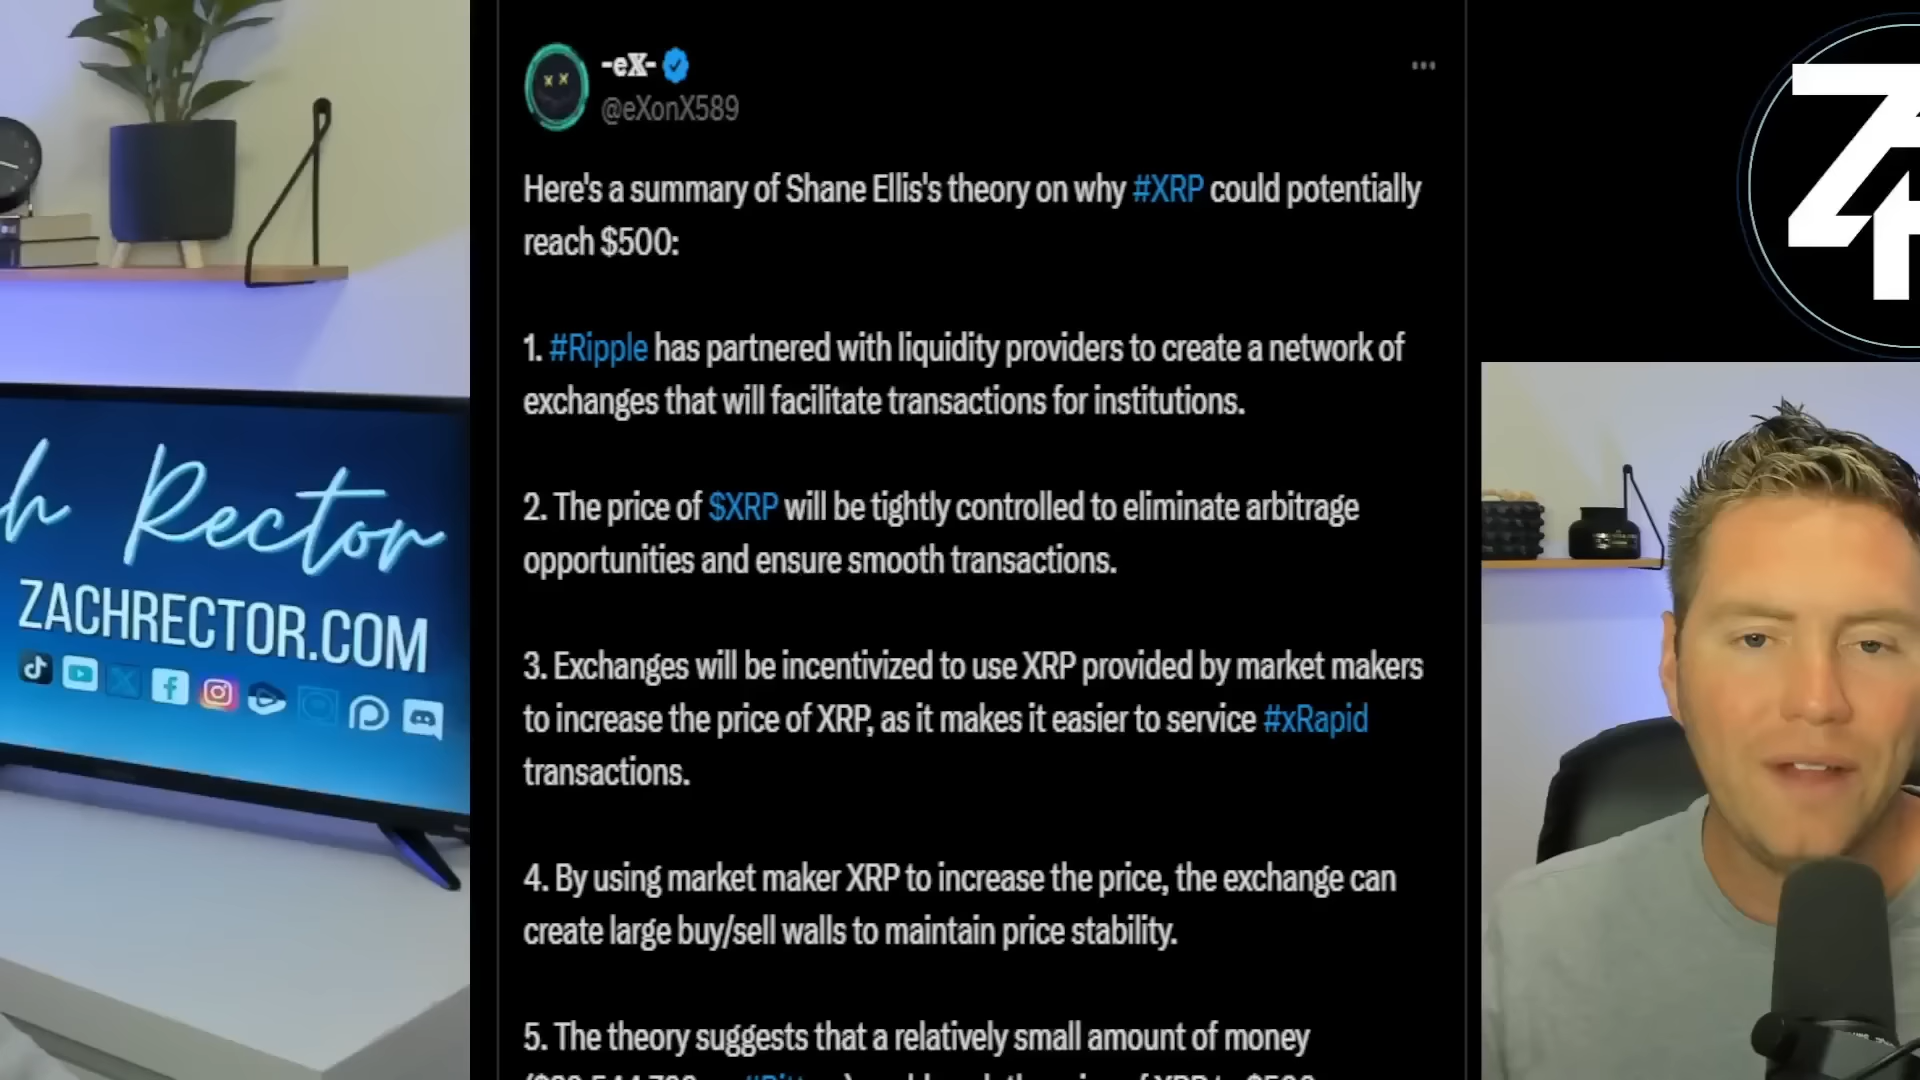 -eX-
@eXonX589
Here's a summary of Shane Ellis's theory on why #XRP could potentially
reach $500:
1. #Ripple has partnered with liquidity providers to create a network of
exchanges that will facilitate transactions for institutions.
2. The price of $XRP will be tightly controlled to eliminate arbitrage
opportunities and ensure smooth transactions.
3. Exchanges will be incentivized to use XRP provided by market makers
to increase the price of XRP, as it makes it easier to service #xRapid
transactions.
4. By using market maker XRP to increase the price, the exchange can
create large buy/sell walls to maintain price stability.
5. The theory suggests that a relatively small amount of money
h Rector
ZACHRECTOR.COM
ZR